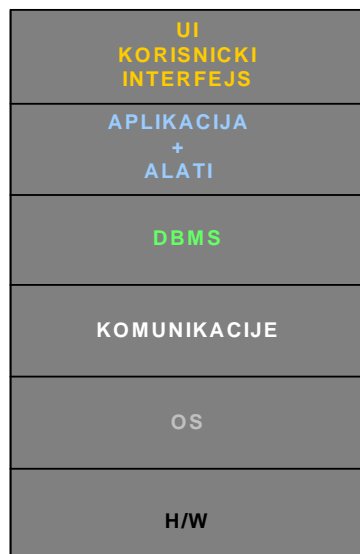 UI
KORISNICKI
INTERFEJS
APLIKACIJA
+
ALATI
DBMS
KOMUNIKACIJE
OS
H/W